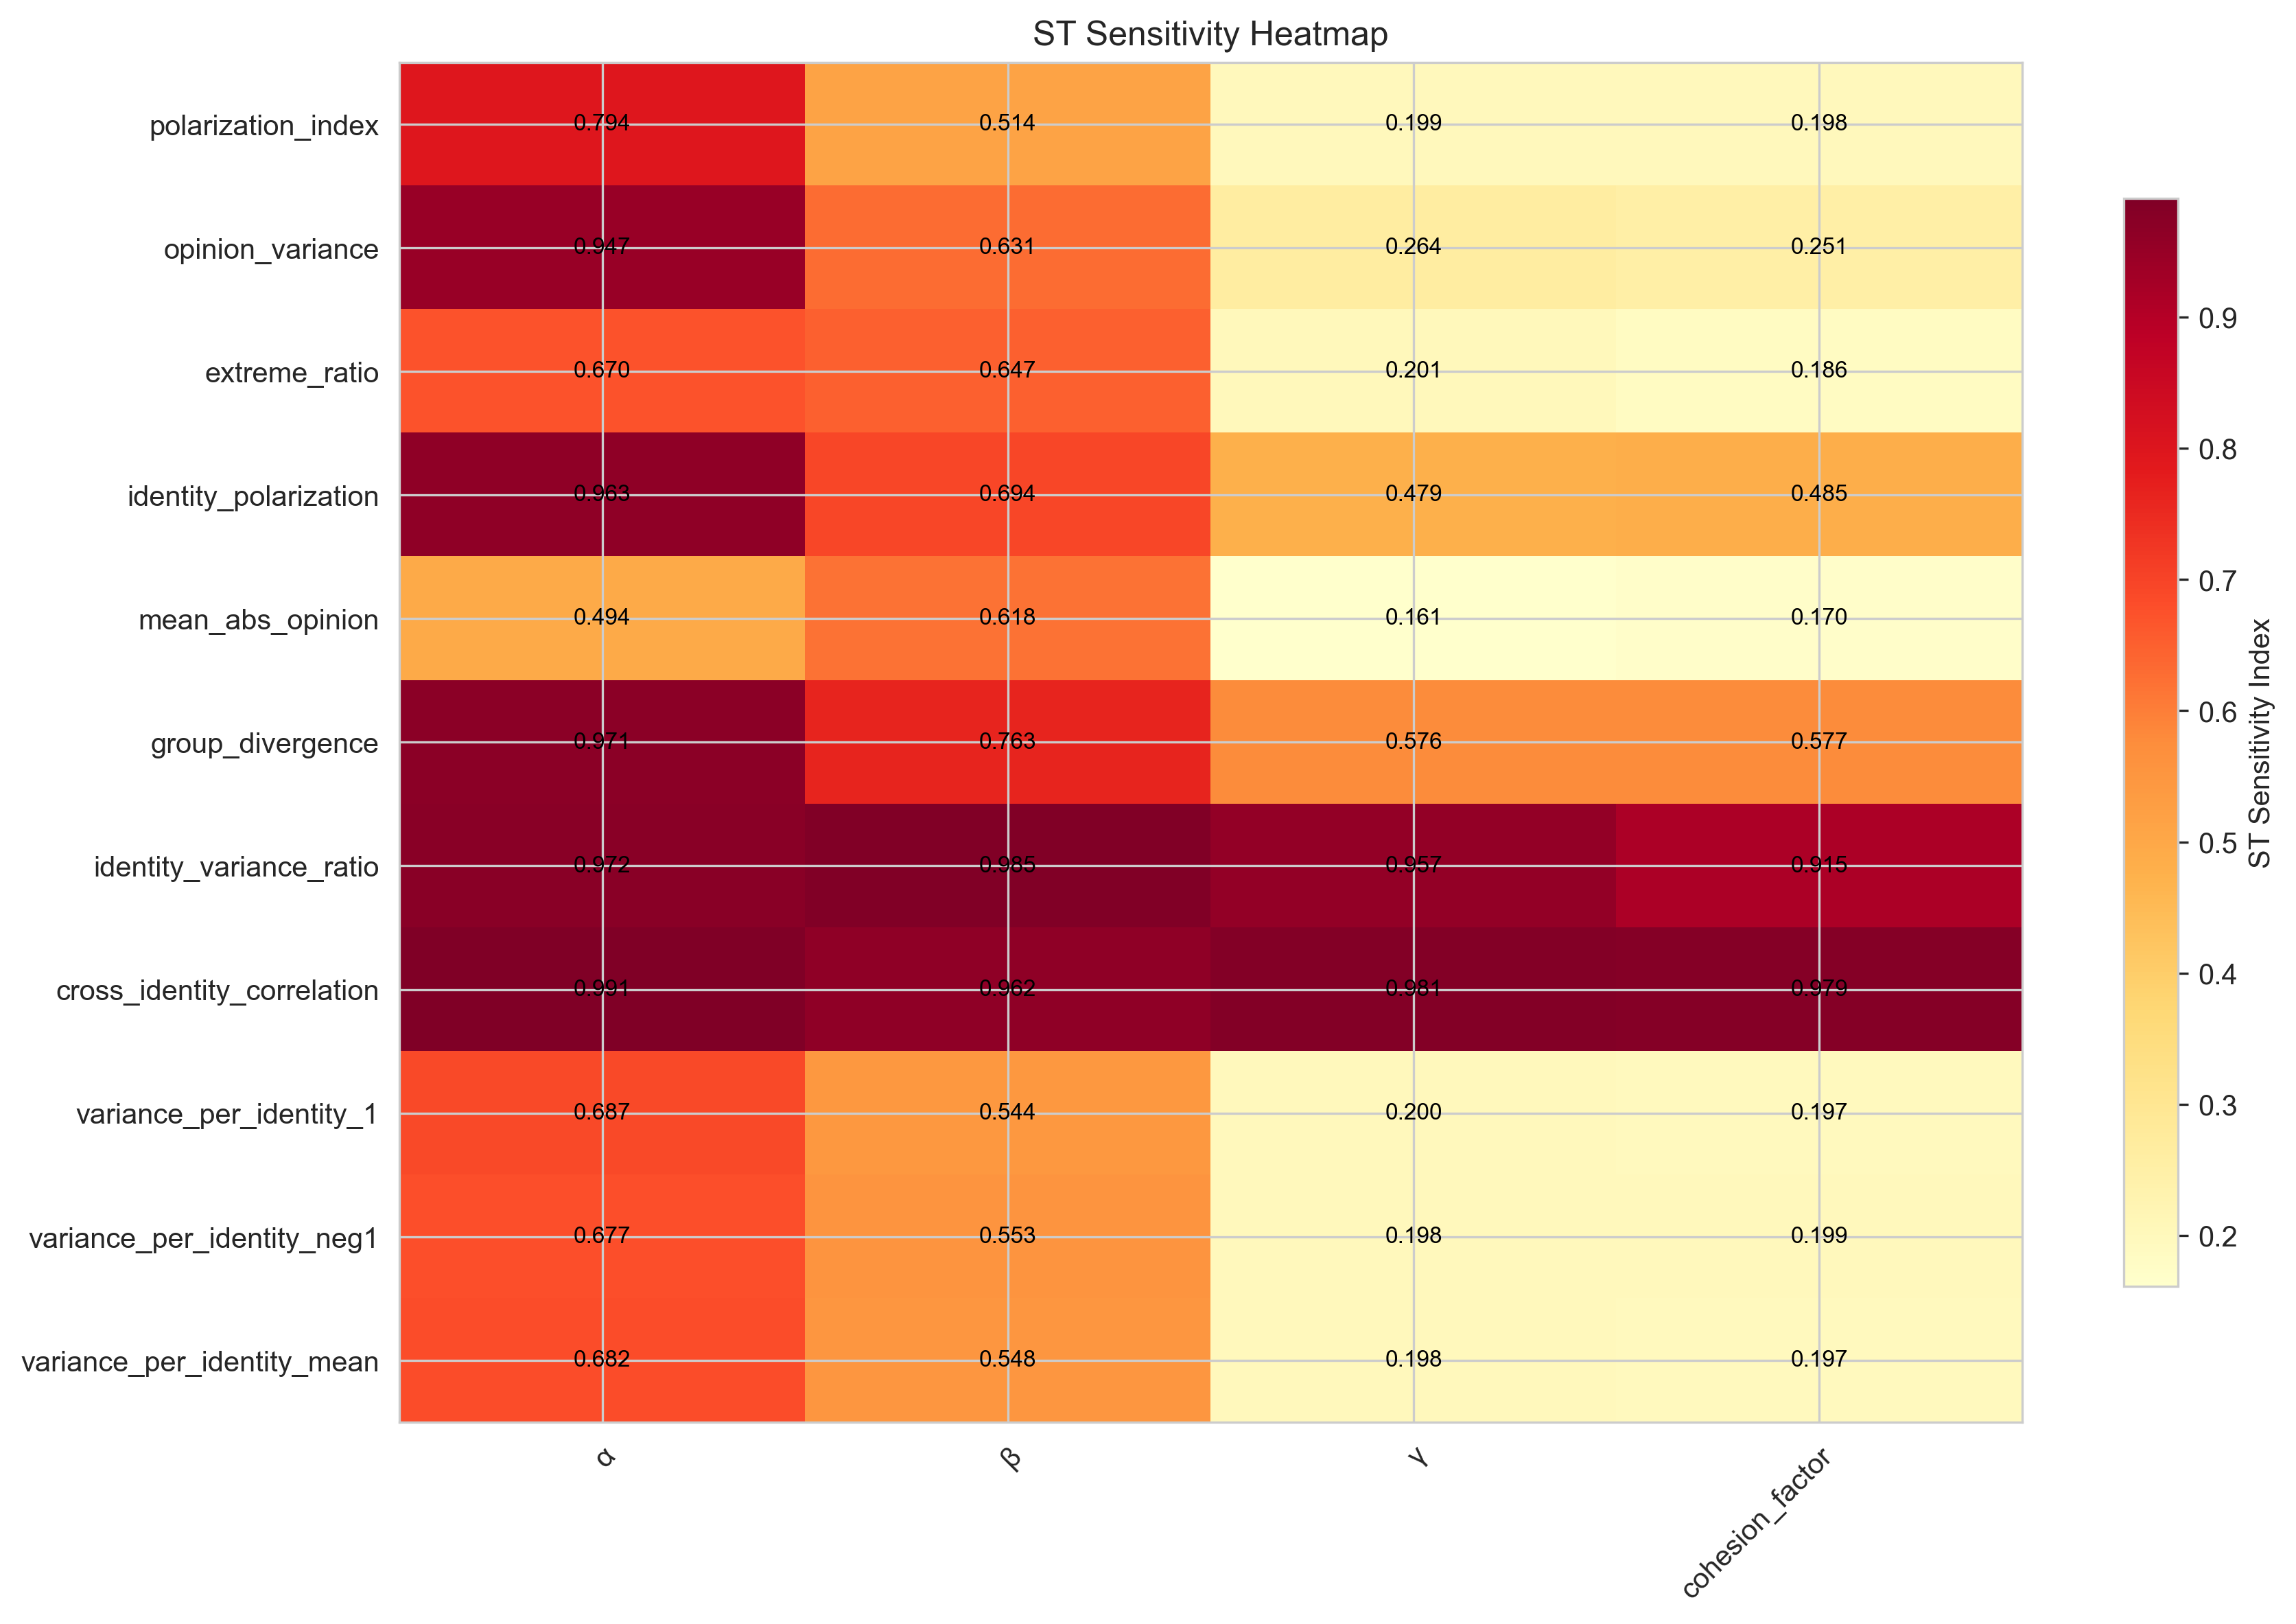 ST Sensitivity Heatmap
polarization_index 0.794 0.514 0.199 0.198
opinion_variance 0.947 0.631 0.264 0.251
extreme_ratio 0.670 0.647 0.201 0.186
identity_polarization 0.963 0.694 0.479 0.485
mean_abs_opinion 0.494 0.618 0.161 0.170
group_divergence 0.971 0.763 0.576 0.577
identity_variance_ratio 0.972 0.985 0.957 0.915
cross_identity_correlation 0.991 0.962 0.981 0.979
variance_per_identity_1 0.687 0.544 0.200 0.197
variance_per_identity_neg1 0.677 0.553 0.198 0.199
variance_per_identity_mean 0.682 0.548 0.198 0.197
α β γ cohesion_factor
0.9
0.8
0.7
0.6
0.5
0.4
0.3
0.2
ST Sensitivity Index